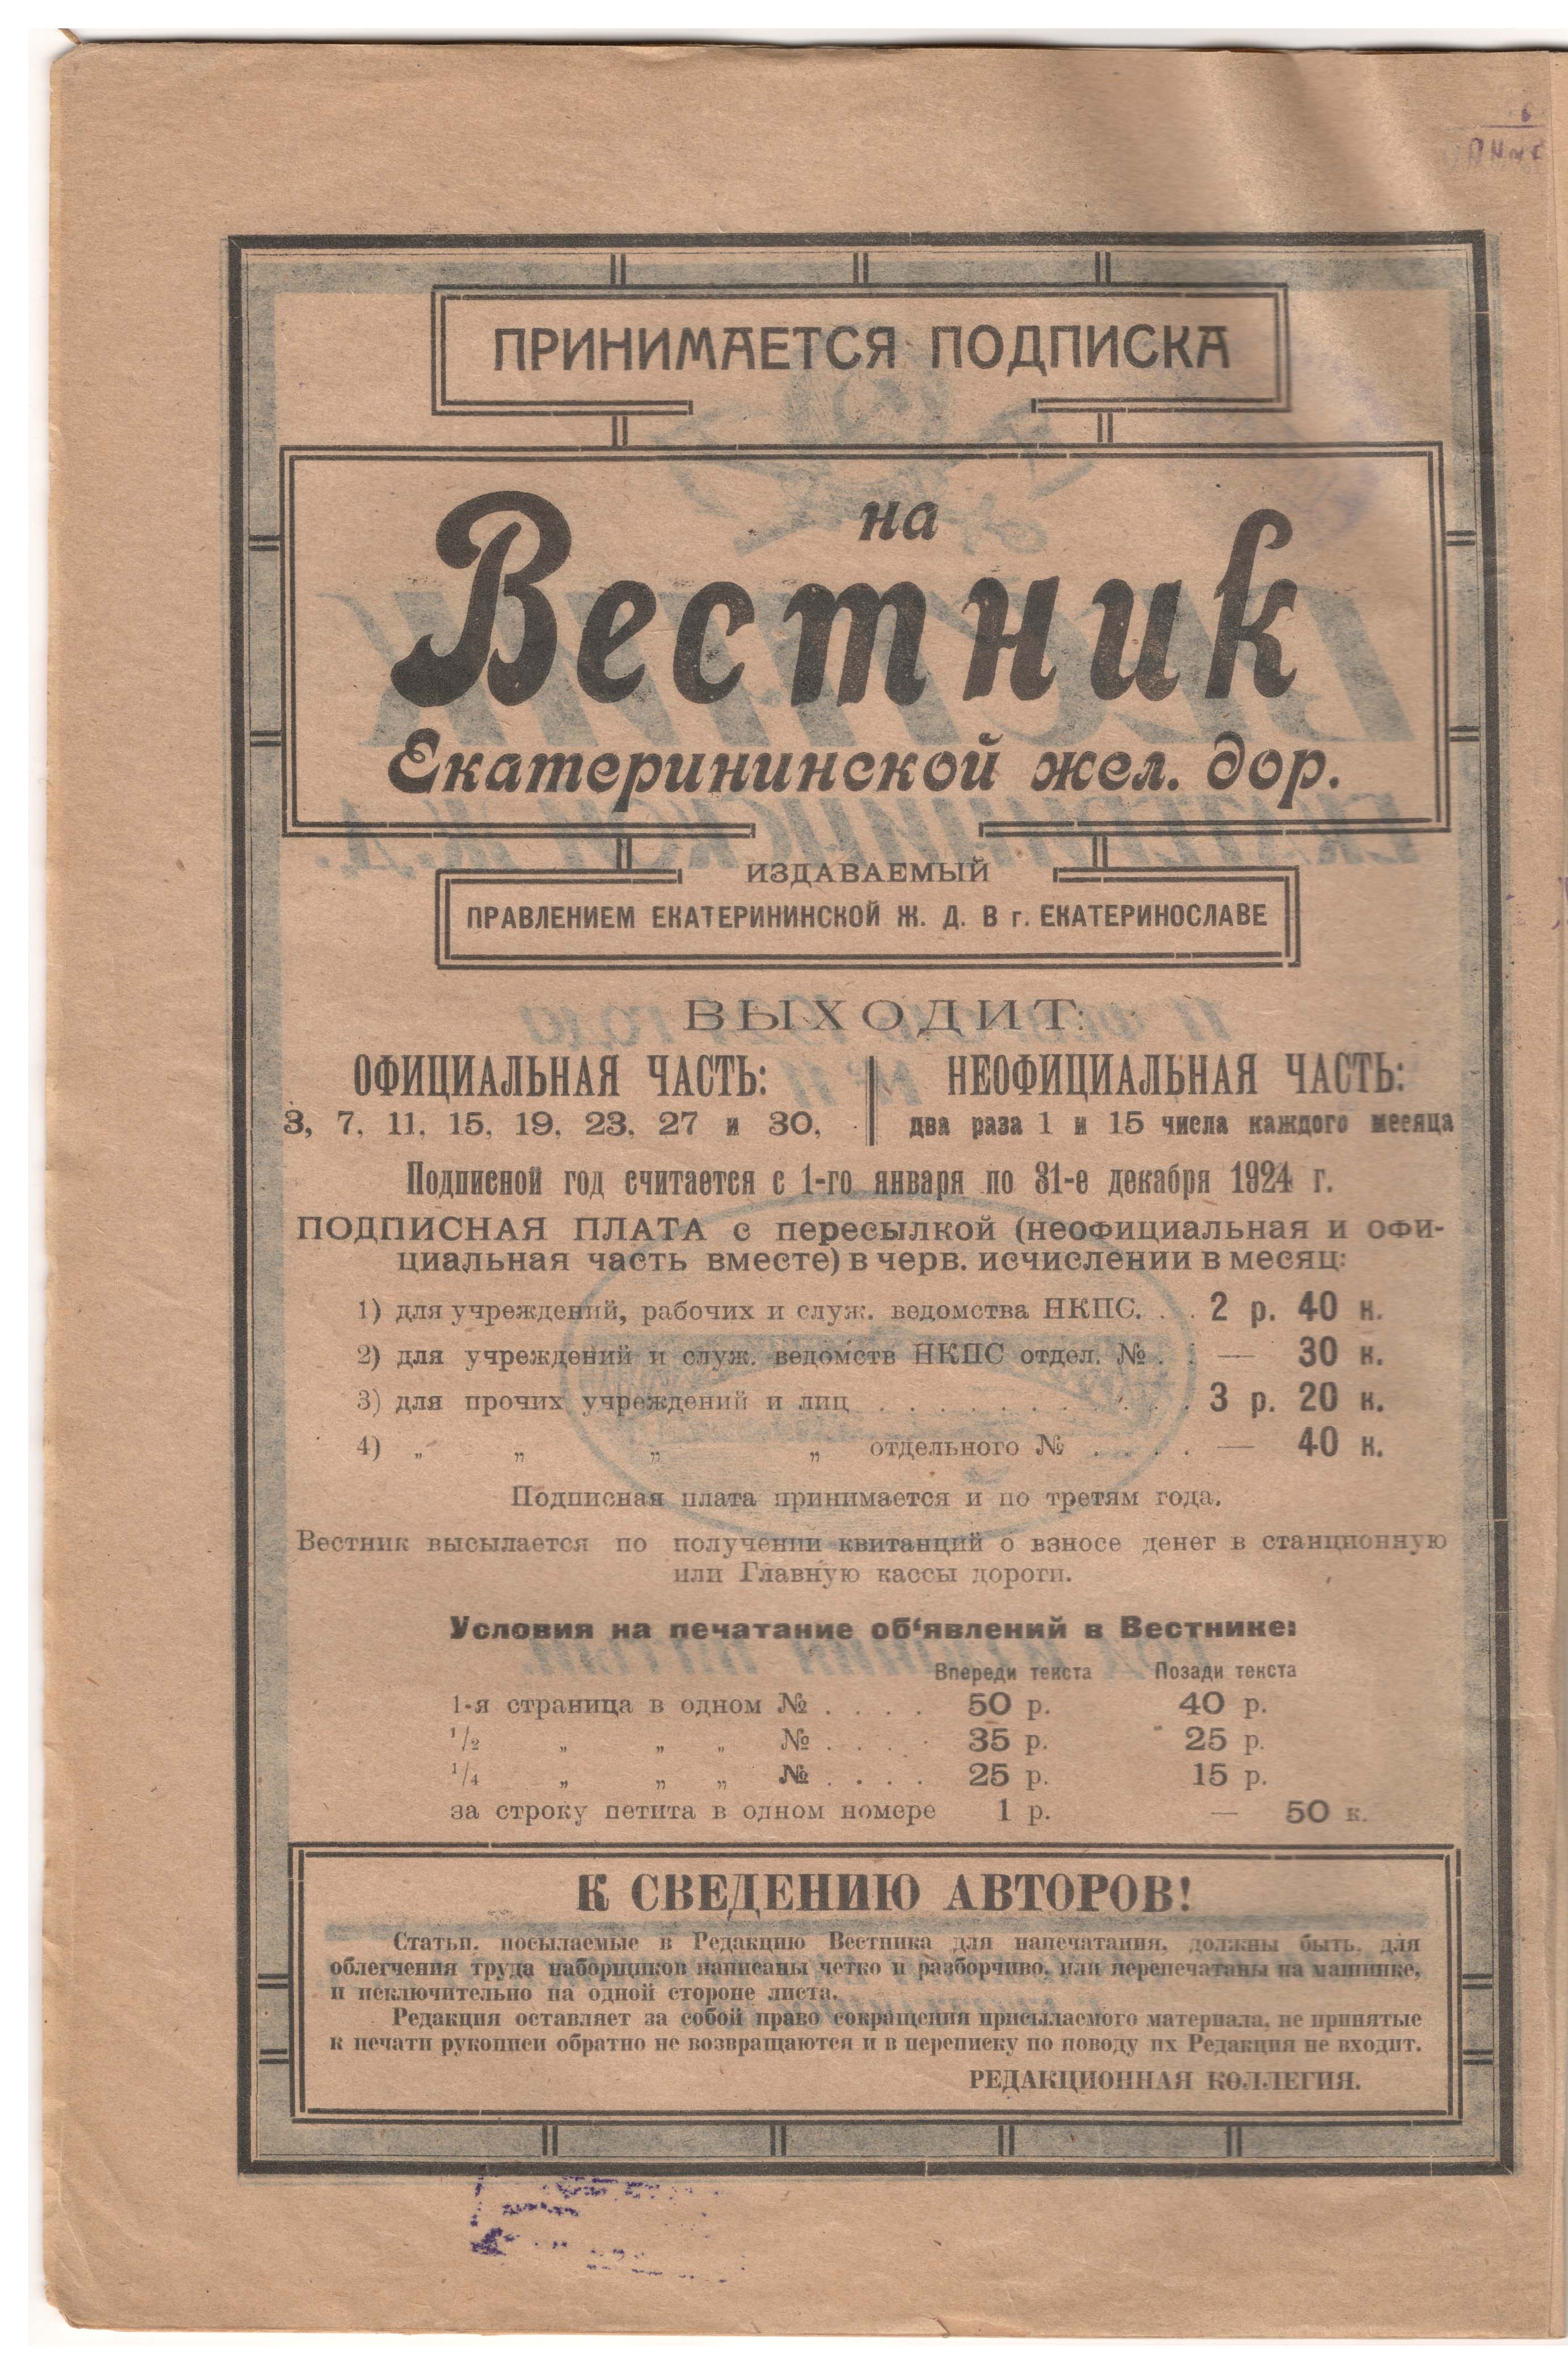 ПРИНИМАЕТСЯ ПОДПИСКА
на
Вестник
Екатерининской жел. дор.
ИЗДАВАЕМЫЙ
ПРАВЛЕНИЕМ ЕКАТЕРИНИНСКОЙ Ж. Д. В г. ЕКАТЕРИНОСЛАВЕ
ВЫХОДИТ:
ОФИЦИАЛЬНАЯ ЧАСТЬ:
3, 7, 11, 15, 19, 23, 27 и 30,
НЕОФИЦИАЛЬНАЯ ЧАСТЬ:
два раза 1 и 15 числа каждого месяца
Подписной год считается с 1-го января по 31-е декабря 1924 г.
ПОДПИСНАЯ ПЛАТА с пересылкой (неофициальная и офи-
циальная часть вместе) в черв. исчислении в месяц:
1) для учреждений, рабочих и служ. ведомства НКПС. . . 2 р. 40 к.
2) для учреждений и служ. ведомств НКПС отдел. № . . — 30 к.
3) для прочих учреждений и лиц . . . . . . . . . . . 3 р. 20 к.
4) „ „ „ „ отдельного № . . . . — 40 к.
Подписная плата принимается и по третям года.
Вестник высылается по получении квитанций о взносе денег в станционную
или Главную кассы дороги.
Условия на печатание об‘явлений в Вестнике:
Впереди текста Позади текста
1-я страница в одном № . . . . 50 р. 40 р.
1/2 „ „ „ № . . . . 35 р. 25 р.
1/4 „ „ „ № . . . . 25 р. 15 р.
за строку петита в одном номере 1 р. — 50 к.
К СВЕДЕНИЮ АВТОРОВ!
Статьи, посылаемые в Редакцию Вестника для напечатания, должны быть, для
облегчения труда наборщиков написаны четко и разборчиво, или перепечатаны на машинке,
и исключительно на одной стороне листа.
Редакция оставляет за собой право сокращения присылаемого материала, не принятые
к печати рукописи обратно не возвращаются и в переписку по поводу их Редакция не входит.
РЕДАКЦИОННАЯ КОЛЛЕГИЯ.